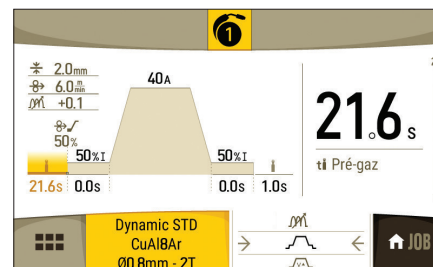 1
2.0mm
40A
6.0 m/min
+0.1
21.6s
50%
50%I
50%I
ti Pré-gaz
21.6s
0.0s
0.0s
1.0s
Dynamic STD
CuAl8Ar
JOB
Ø0.8mm - 2T